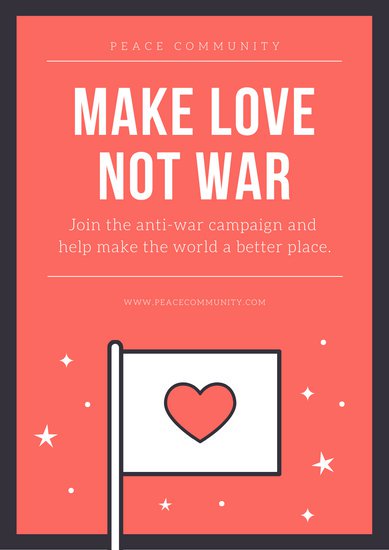 PEACE COMMUNITY
MAKE LOVE
NOT WAR
Join the anti-war campaign and
help make the world a better place.
WWW.PEACECOMMUNITY.COM